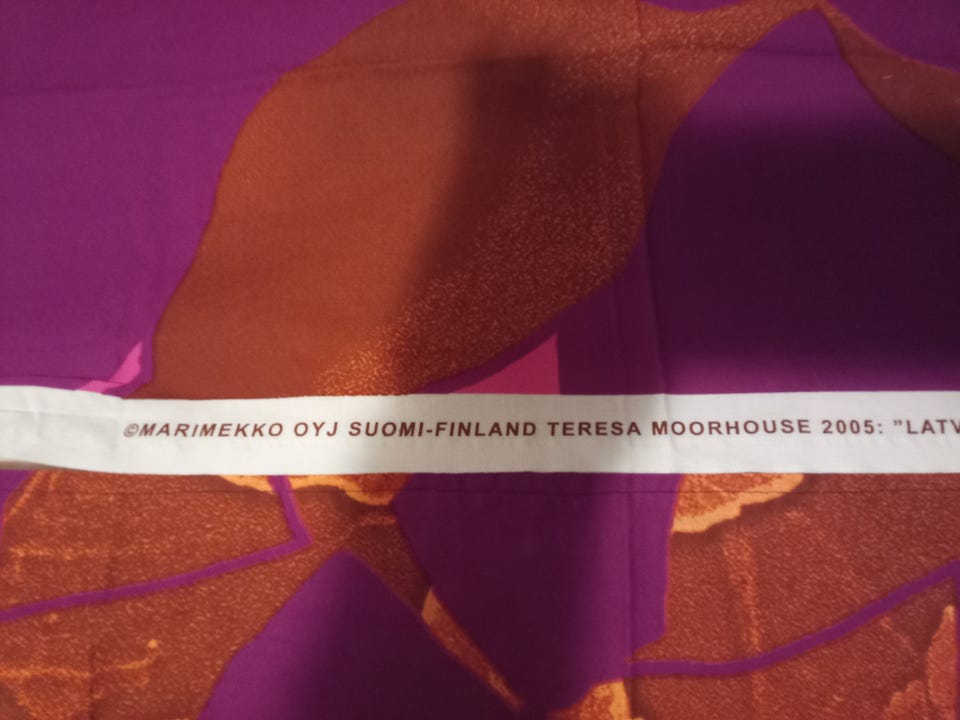 ©MARIMEKKO OYJ SUOMI-FINLAND TERESA MOORHOUSE 2005: ”LATV